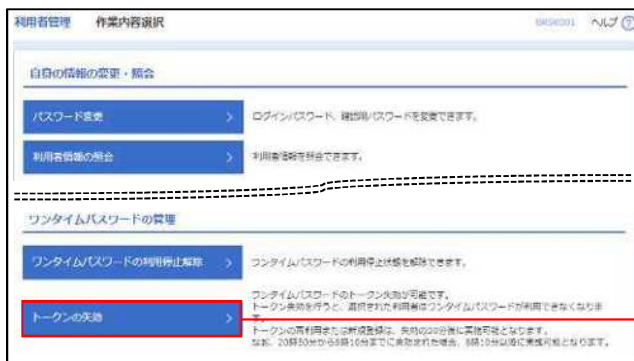 利用者管理 作業内容選択 BRSK001 ヘルプ ?
自身の情報の変更・照会
パスワード変更 > ログインパスワード、確認用パスワードを変更できます。
利用者情報の照会 > 利用者情報を照会できます。
ワンタイムパスワードの管理
ワンタイムパスワードの利用停止解除 > ワンタイムパスワードの利用停止状態を解除できます。
トークンの失効 >
ワンタイムパスワードのトークン失効が可能です。
トークン失効を行うと、選択された利用者はワンタイムパスワードが利用できなくなりま
す。
トークンの再利用または新規登録は、失効の20分後に実施可能となります。
なお、20時50分から8時10分までに失効された場合、8時10分以降に実施可能となります。